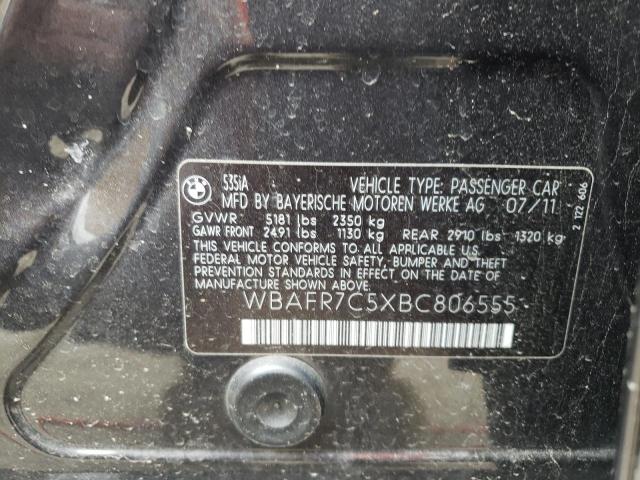 BMW
535iA VEHICLE TYPE: PASSENGER CAR
MFD BY BAYERISCHE MOTOREN WERKE AG 07/11
GVWR 5181 lbs 2350 kg
GAWR FRONT 2491 lbs 1130 kg REAR 2910 lbs 1320 kg
THIS VEHICLE CONFORMS TO ALL APPLICABLE U.S.
FEDERAL MOTOR VEHICLE SAFETY, BUMPER AND THEFT
PREVENTION STANDARDS IN EFFECT ON THE DATE OF
MANUFACTURE SHOWN ABOVE.
WBAFR7C5XBC806555
2 122 606